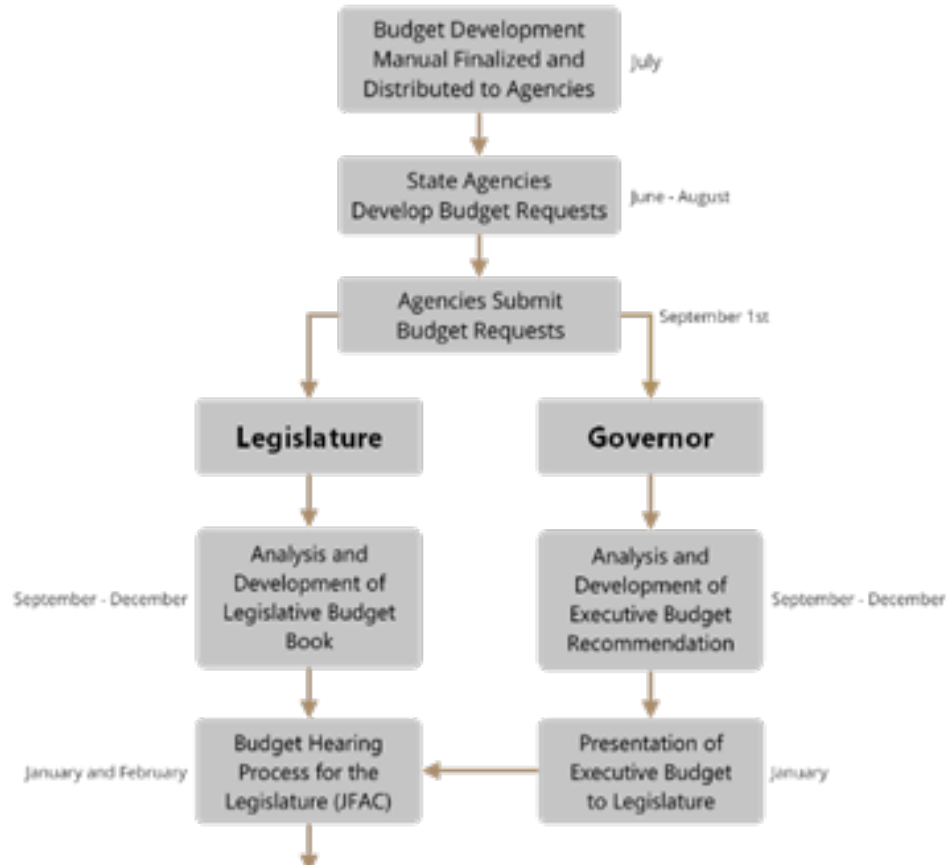 Budget Development
Manual Finalized and
Distributed to Agencies
July
State Agencies
Develop Budget Requests
June - August
Agencies Submit
Budget Requests
September 1st
Legislature
Governor
September - December
Analysis and
Development of
Legislative Budget
Book
Analysis and
Development of
Executive Budget
Recommendation
September - December
January and February
Budget Hearing
Process for the
Legislature (JFAC)
Presentation of
Executive Budget
to Legislature
January